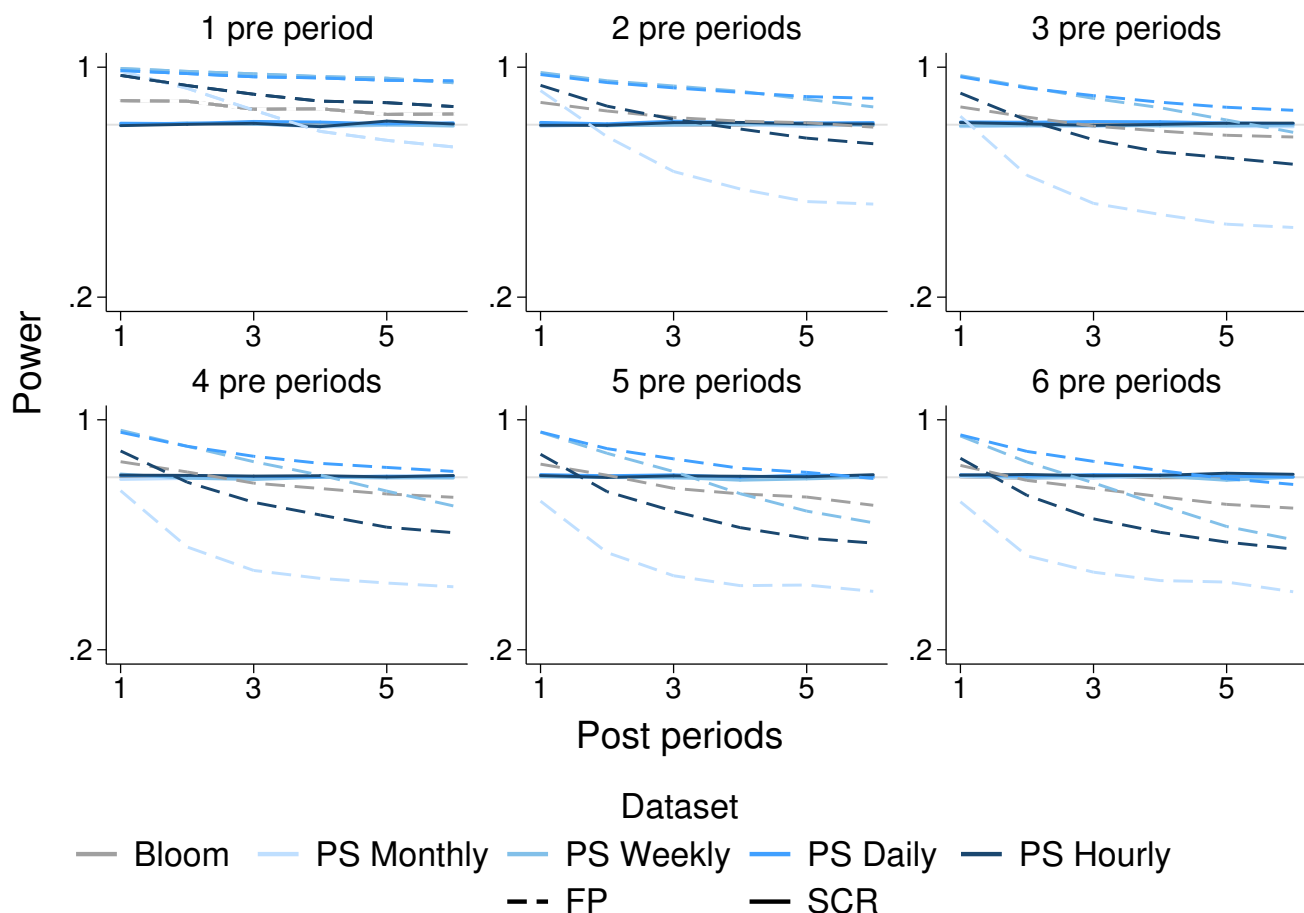 1 pre period 2 pre periods 3 pre periods
1 1 1
.2 .2 .2
1 3 5 1 3 5 1 3 5
Power
4 pre periods 5 pre periods 6 pre periods
1 1 1
.2 .2 .2
1 3 5 1 3 5 1 3 5
Post periods
Dataset
Bloom PS Monthly PS Weekly PS Daily PS Hourly
FP SCR